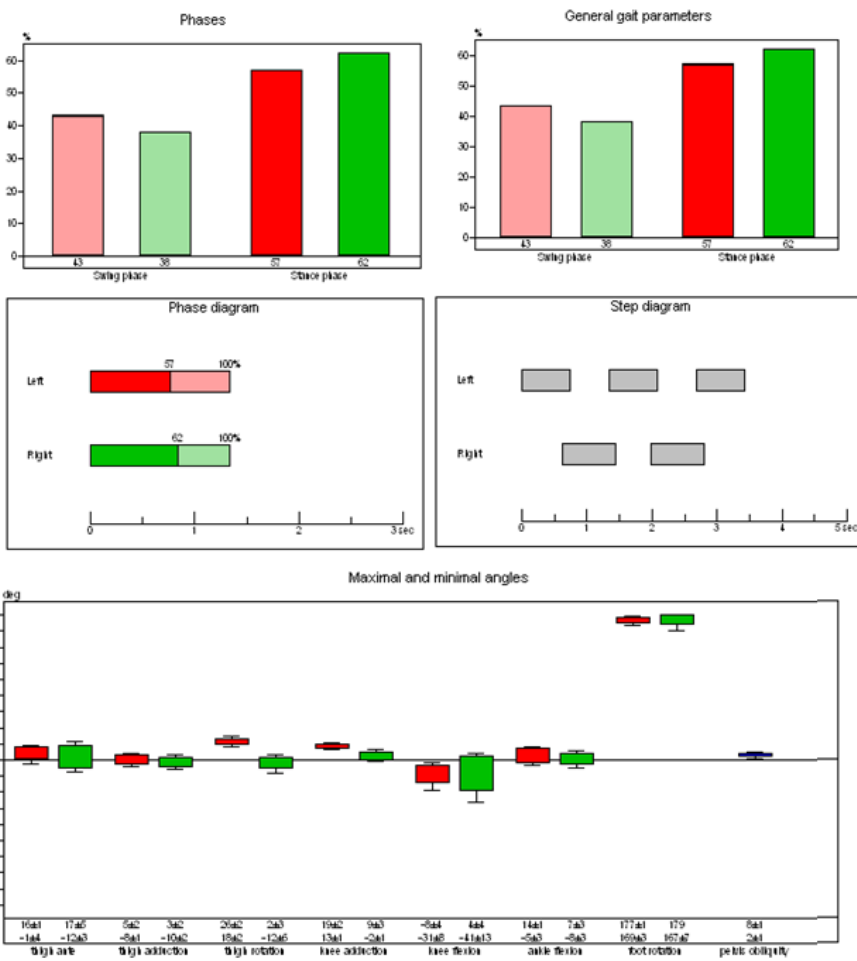 Phases
%
60
50
40
30
20
10
0
43 38 57 62
Swing phase Stance phase
General gait parameters
%
60
50
40
30
20
10
0
43 38 57 62
Swing phase Stance phase
Phase diagram
57 100%
Left
62 100%
Right
0 1 2 3 sec
Step diagram
Left
Right
0 1 2 3 4 5 sec
Maximal and minimal angles
deg
16±1 17±5 5±2 3±2 26±2 2±3 19±2 9±3 -8±4 4±4 14±1 7±3 177±1 179 8±1
-1±4 -12±3 -8±1 -10±2 18±2 -12±5 13±1 -2±1 -31±8 -41±13 -5±3 -8±3 169±3 167±7 2±1
thigh ante thigh adduction thigh rotation knee adduction knee flexion ankle flexion foot rotation pelvis obliquity